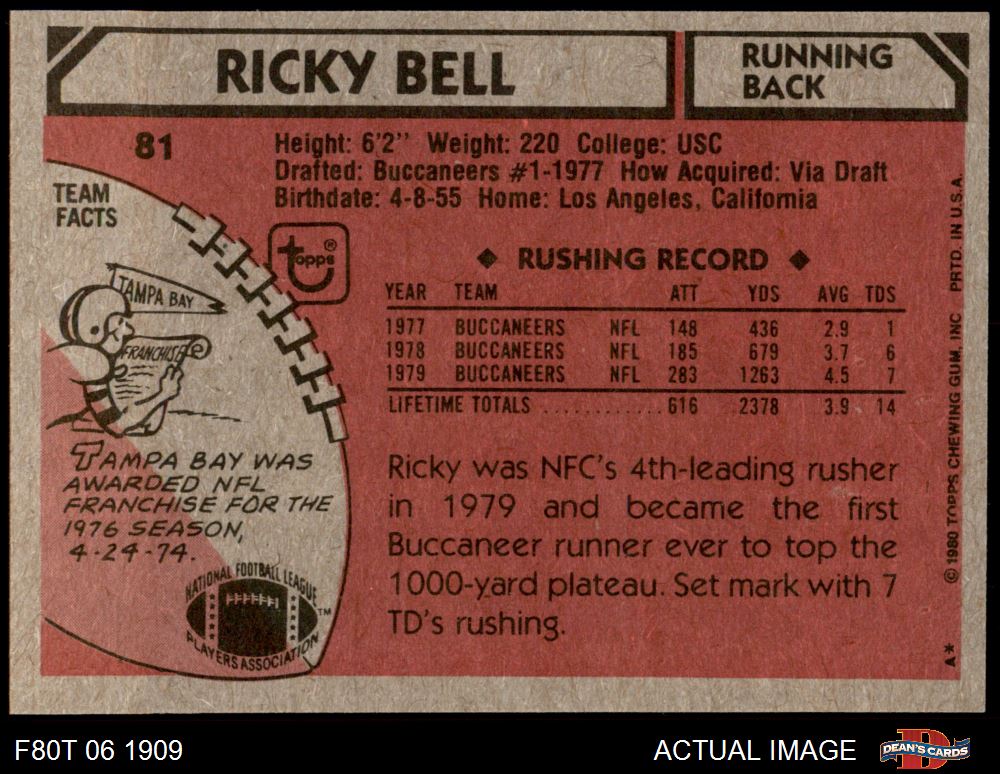 RICKY BELL
RUNNING
BACK
81
Height: 6'2" Weight: 220 College: USC
Drafted: Buccaneers #1-1977 How Acquired: Via Draft
Birthdate: 4-8-55 Home: Los Angeles, California
TEAM
FACTS
TAMPA BAY
FRANCHISE
topps®
◆ RUSHING RECORD ◆
YEAR TEAM ATT YDS AVG TDS
1977 BUCCANEERS NFL 148 436 2.9 1
1978 BUCCANEERS NFL 185 679 3.7 6
1979 BUCCANEERS NFL 283 1263 4.5 7
LIFETIME TOTALS ............ 616 2378 3.9 14
TAMPA BAY WAS
AWARDED NFL
FRANCHISE FOR THE
1976 SEASON,
4-24-74.
NATIONAL FOOTBALL LEAGUE
PLAYERS ASSOCIATION
TM
Ricky was NFC's 4th-leading rusher
in 1979 and became the first
Buccaneer runner ever to top the
1000-yard plateau. Set mark with 7
TD's rushing.
A* © 1980 TOPPS CHEWING GUM, INC PRTD. IN U.S.A.
F80T 06 1909
ACTUAL IMAGE
DEAN'S CARDS